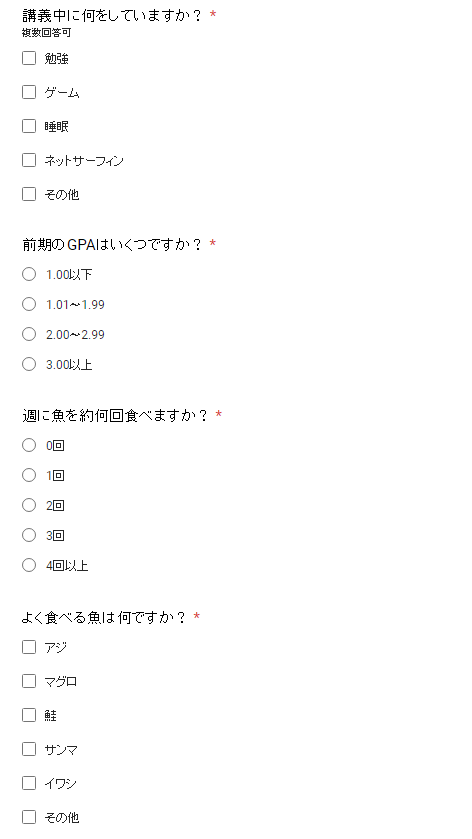 講義中に何をしていますか？ *
複数回答可
勉強
ゲーム
睡眠
ネットサーフィン
その他
前期のGPAはいくつですか？ *
1.00以下
1.01～1.99
2.00～2.99
3.00以上
週に魚を約何回食べますか？ *
0回
1回
2回
3回
4回以上
よく食べる魚は何ですか？ *
アジ
マグロ
鮭
サンマ
イワシ
その他